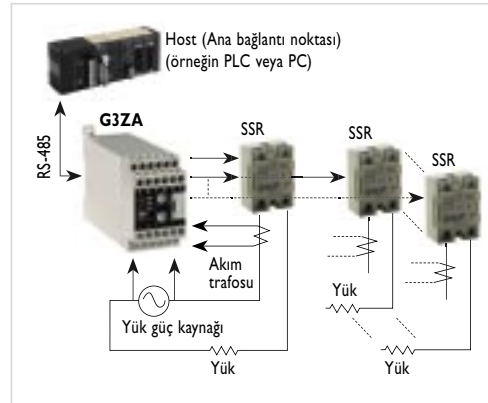 Host (Ana bağlantı noktası)
(örneğin PLC veya PC)
G3ZA
RS-485
SSR
SSR
SSR
Akım
trafosu
Yük güç kaynağı
Yük
Yük
Yük